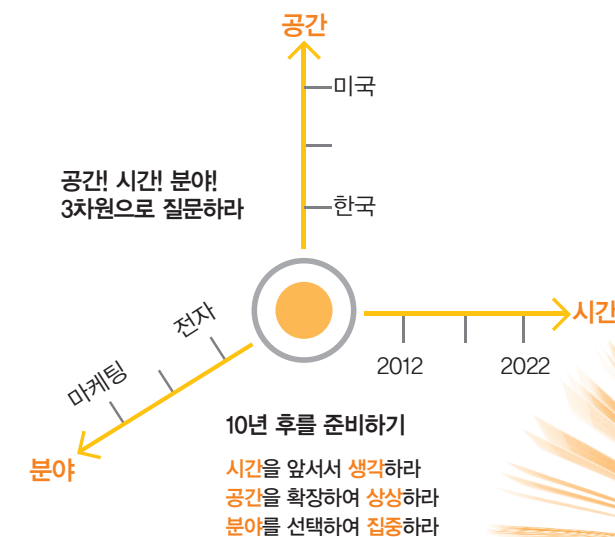 공간
미국
공간! 시간! 분야!
3차원으로 질문하라
한국
시간
전자
2012
2022
마케팅
분야
10년 후를 준비하기
시간을 앞서서 생각하라
공간을 확장하여 상상하라
분야를 선택하여 집중하라